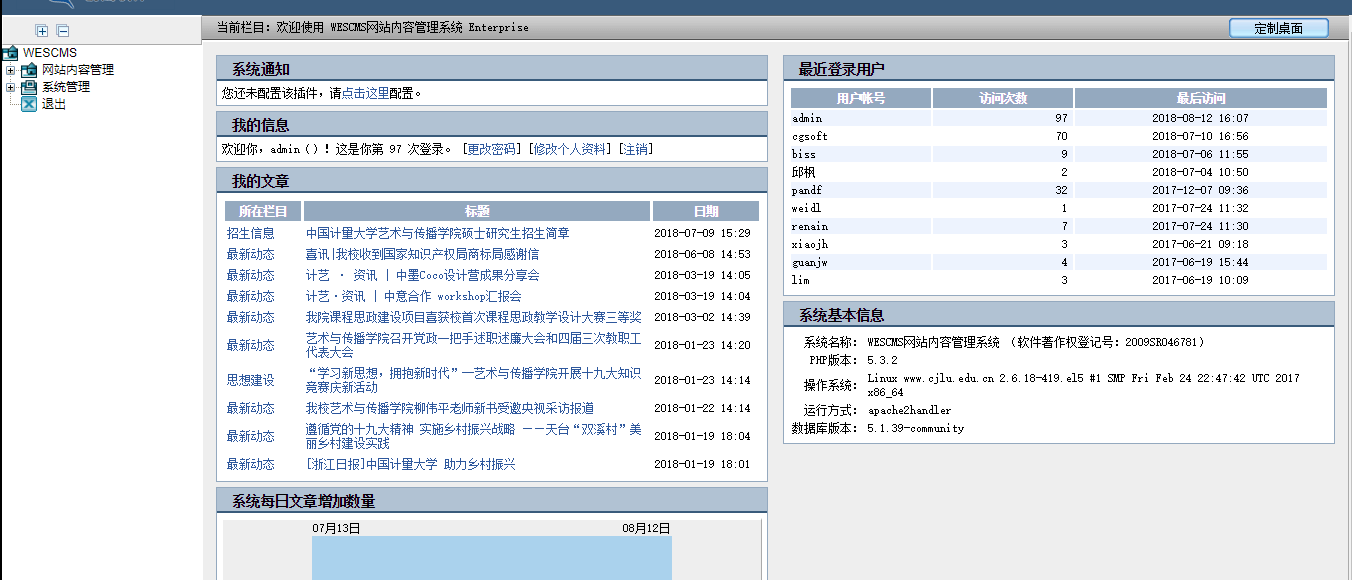 当前栏目：欢迎使用 WESCMS网站内容管理系统 Enterprise
定制桌面
WESCMS
网站内容管理
系统管理
退出
系统通知
您还未配置该插件，请点击这里配置。
我的信息
欢迎你，admin（）！这是你第 97 次登录。 [更改密码] [修改个人资料] [注销]
我的文章
所在栏目 标题 日期
招生信息 中国计量大学艺术与传播学院硕士研究生招生简章 2018-07-09 15:29
最新动态 喜讯|我校收到国家知识产权局商标局感谢信 2018-06-08 14:53
最新动态 计艺 · 资讯 | 中墨Coco设计营成果分享会 2018-03-19 14:05
最新动态 计艺·资讯 | 中意合作 workshop汇报会 2018-03-19 14:04
最新动态 我院课程思政建设项目喜获校首次课程思政教学设计大赛三等奖 2018-03-02 14:39
最新动态 艺术与传播学院召开党政一把手述职述廉大会和四届三次教职工 2018-01-23 14:20
代表大会
思想建设 “学习新思想，拥抱新时代”—艺术与传播学院开展十九大知识 2018-01-23 14:14
竞赛庆新活动
最新动态 我校艺术与传播学院柳伟平老师新书受邀央视采访报道 2018-01-22 14:14
最新动态 遵循党的十九大精神 实施乡村振兴战略 ——天台“双溪村”美 2018-01-19 18:04
丽乡村建设实践
最新动态 [浙江日报]中国计量大学 助力乡村振兴 2018-01-19 18:01
系统每日文章增加数量
07月13日 08月12日
最近登录用户
用户帐号 访问次数 最后访问
admin 97 2018-08-12 16:07
cgsoft 70 2018-07-10 16:56
biss 9 2018-07-06 11:55
邱枫 2 2018-07-04 10:50
pandf 32 2017-12-07 09:36
weidl 1 2017-07-24 11:32
renain 7 2017-07-24 11:30
xiaojh 3 2017-06-21 09:18
guanjw 4 2017-06-19 15:44
lim 3 2017-06-19 10:09
系统基本信息
系统名称： WESCMS网站内容管理系统 （软件著作权登记号：2009SR046781）
PHP版本： 5.3.2
操作系统： Linux www.cjlu.edu.cn 2.6.18-419.el5 #1 SMP Fri Feb 24 22:47:42 UTC 2017
x86_64
运行方式： apache2handler
数据库版本： 5.1.39-community